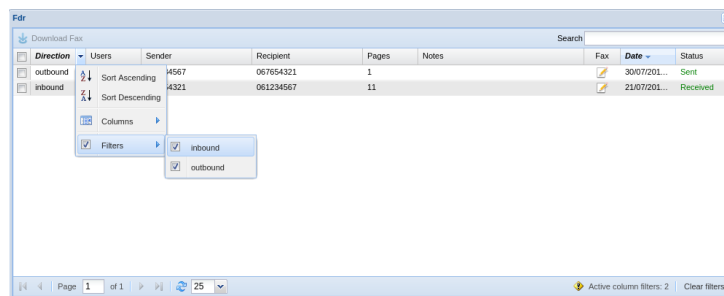 Fdr
Download Fax Search
Direction Users Sender Recipient Pages Notes Fax Date Status
outbound 4567 067654321 1 30/07/201... Sent
inbound 4321 061234567 11 21/07/201... Received
Sort Ascending
Sort Descending
Columns
Filters
inbound
outbound
Page 1 of 1 25 Active column filters: 2 Clear filters